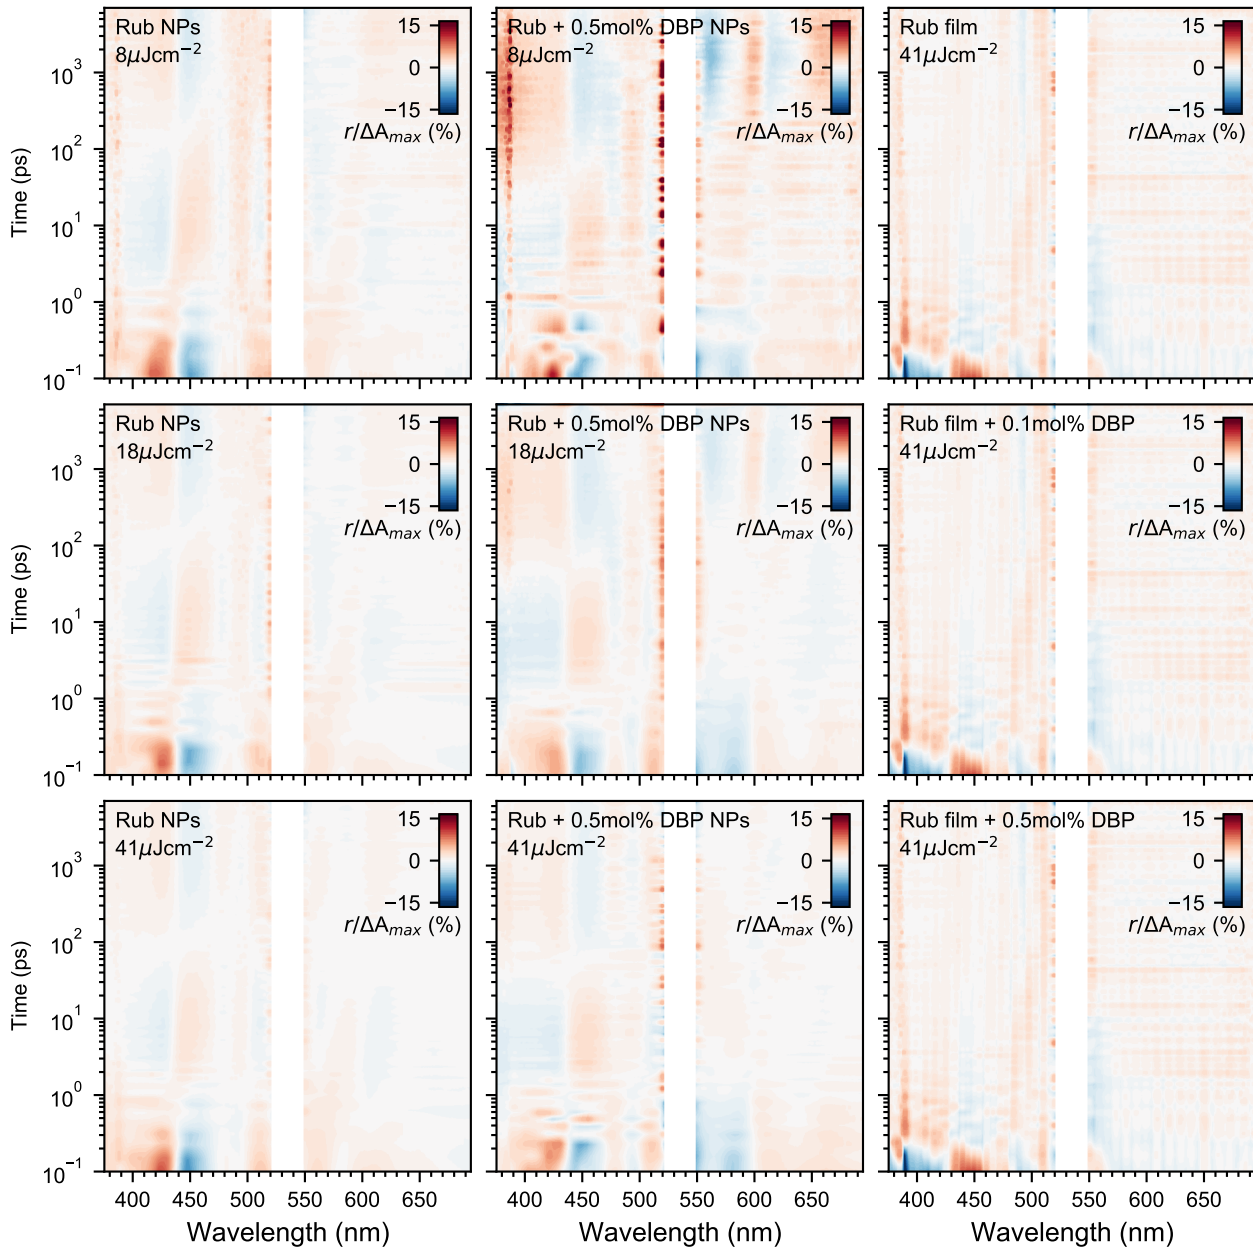 Rub NPs
8μJcm⁻²
15
0
−15
r/ΔAmax (%)
Time (ps)
10³
10²
10¹
10⁰
10⁻¹
Rub + 0.5mol% DBP NPs
8μJcm⁻²
15
0
−15
r/ΔAmax (%)
Rub film
41μJcm⁻²
15
0
−15
r/ΔAmax (%)
Rub NPs
18μJcm⁻²
15
0
−15
r/ΔAmax (%)
Time (ps)
10³
10²
10¹
10⁰
10⁻¹
Rub + 0.5mol% DBP NPs
18μJcm⁻²
15
0
−15
r/ΔAmax (%)
Rub film + 0.1mol% DBP
41μJcm⁻²
15
0
−15
r/ΔAmax (%)
Rub NPs
41μJcm⁻²
15
0
−15
r/ΔAmax (%)
Time (ps)
10³
10²
10¹
10⁰
10⁻¹
Rub + 0.5mol% DBP NPs
41μJcm⁻²
15
0
−15
r/ΔAmax (%)
Rub film + 0.5mol% DBP
41μJcm⁻²
15
0
−15
r/ΔAmax (%)
400 450 500 550 600 650
400 450 500 550 600 650
400 450 500 550 600 650
Wavelength (nm)
Wavelength (nm)
Wavelength (nm)